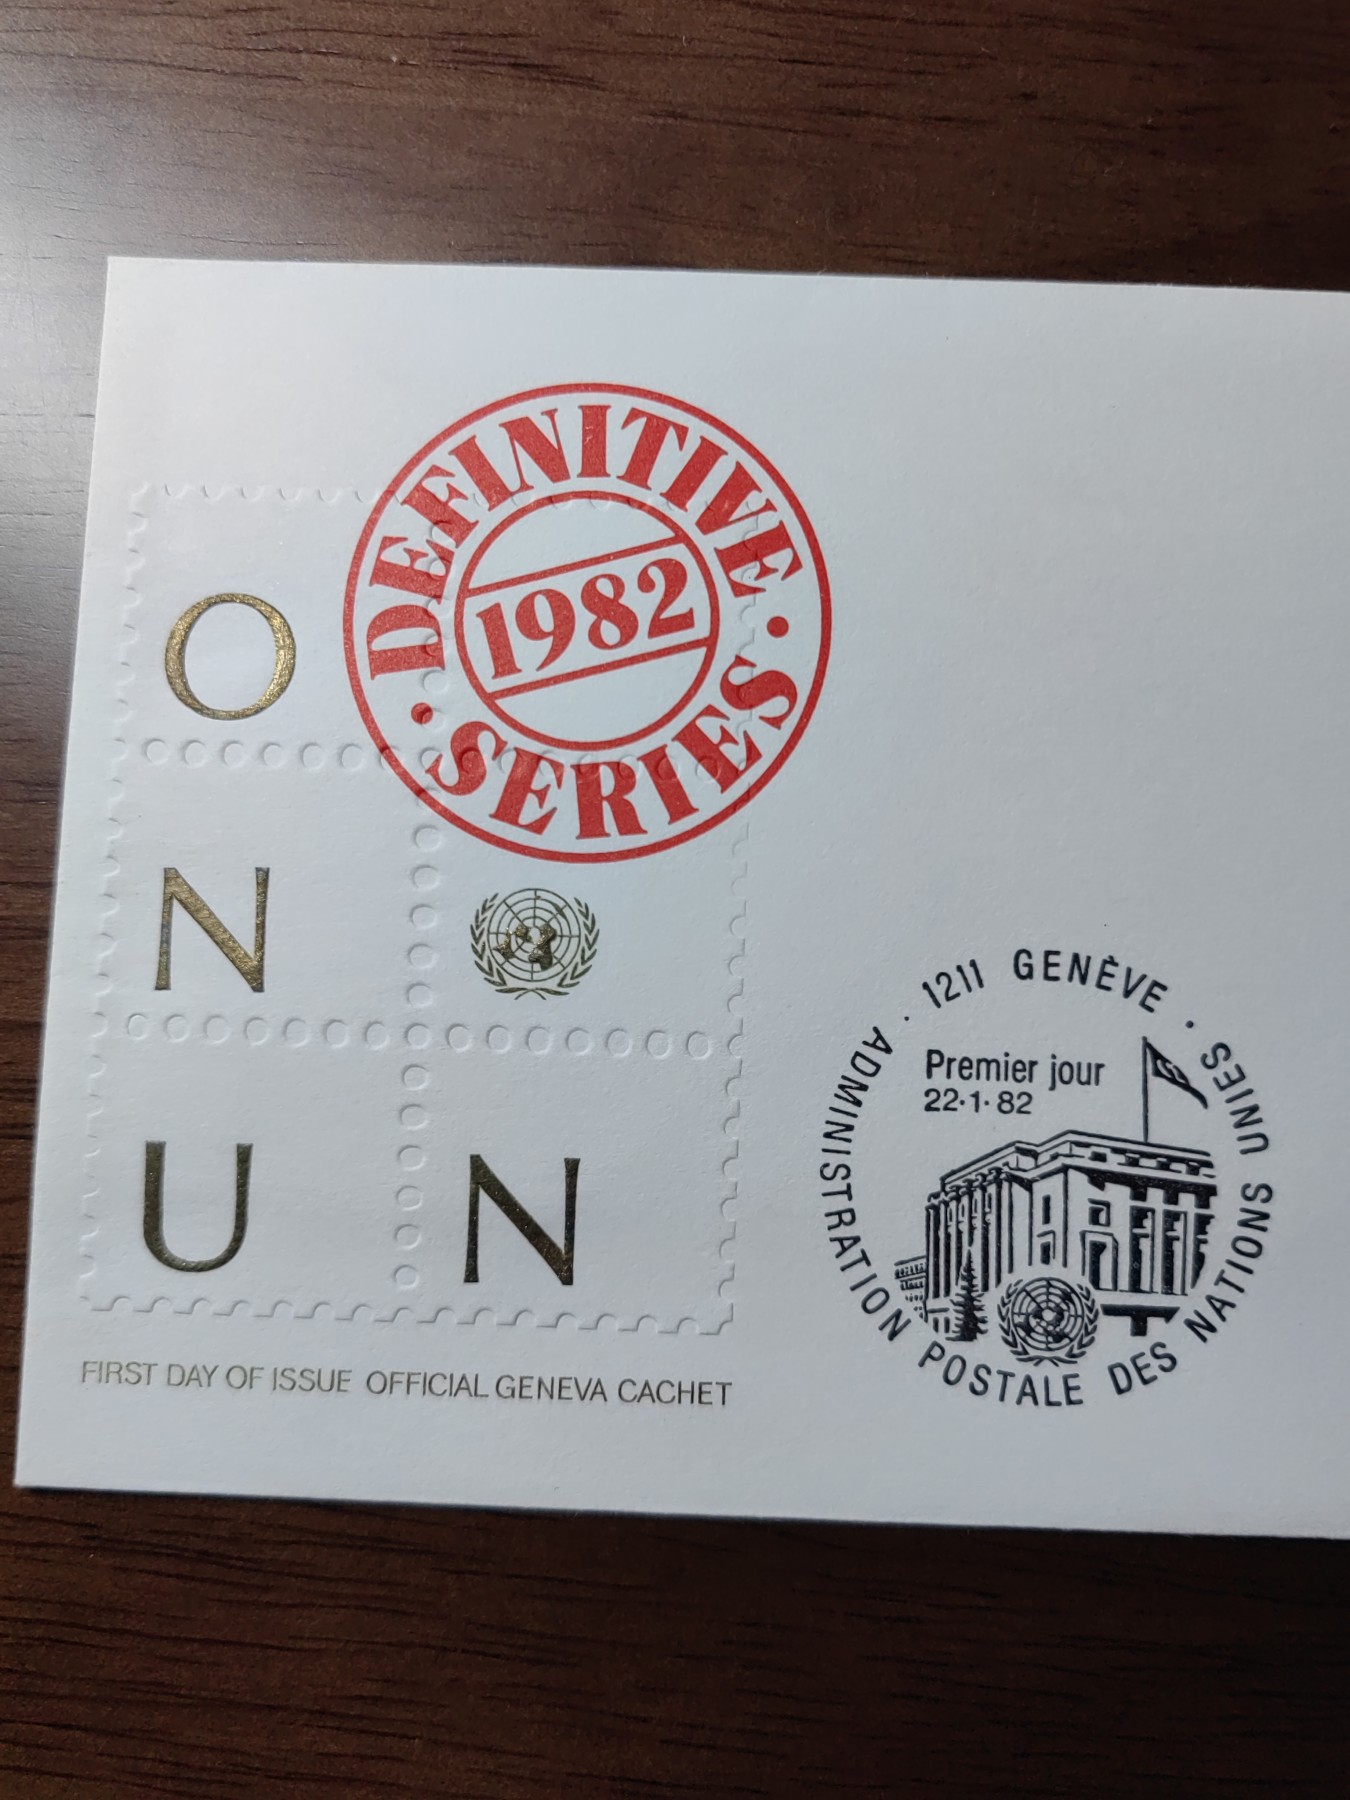 DEFINITIVE
1982
· SERIES ·
O
N
U N
FIRST DAY OF ISSUE OFFICIAL GENEVA CACHET
· 1211 GENÈVE ·
Premier jour
22·1·82
ADMINISTRATION POSTALE DES NATIONS UNIES